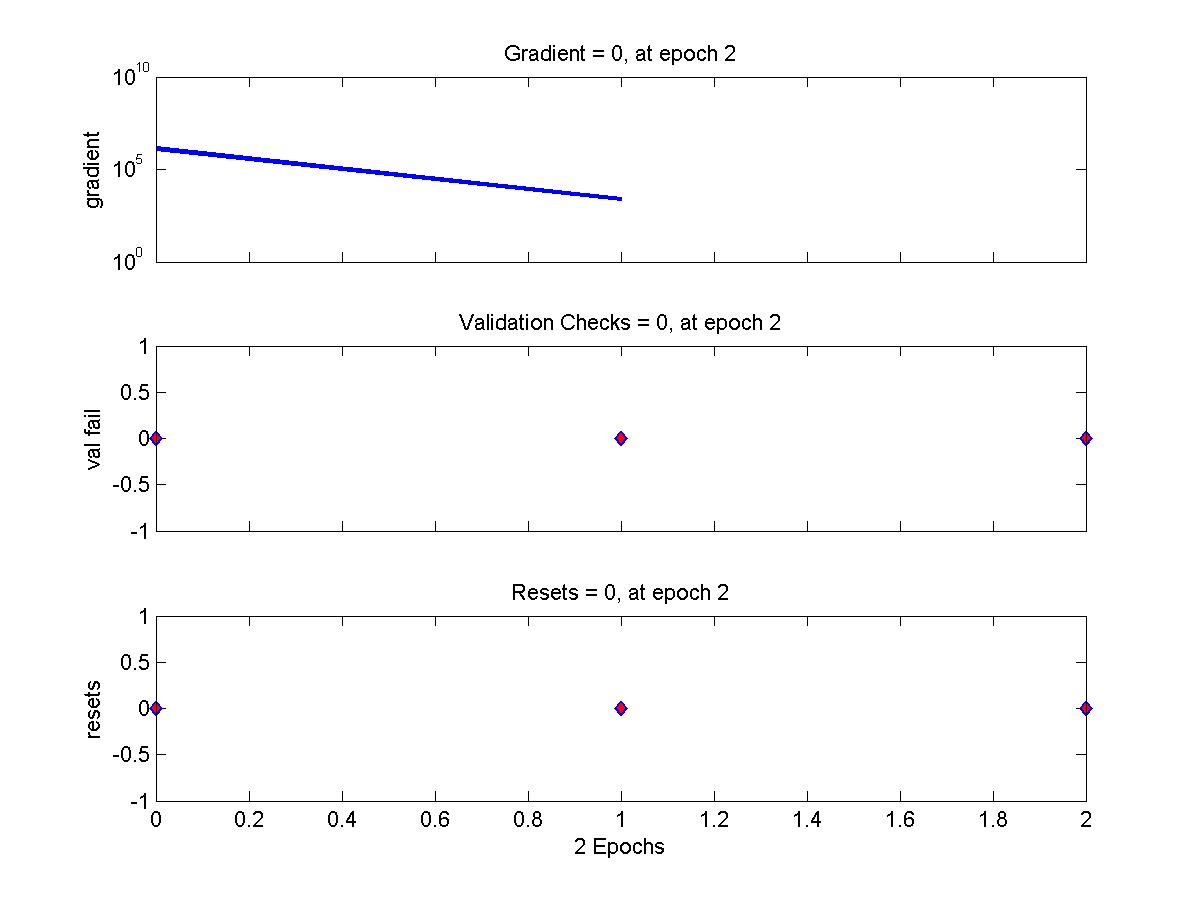 Gradient = 0, at epoch 2
10^10
10^5
10^0
gradient
Validation Checks = 0, at epoch 2
1
0.5
0
-0.5
-1
val fail
Resets = 0, at epoch 2
1
0.5
0
-0.5
-1
resets
0 0.2 0.4 0.6 0.8 1 1.2 1.4 1.6 1.8 2
2 Epochs